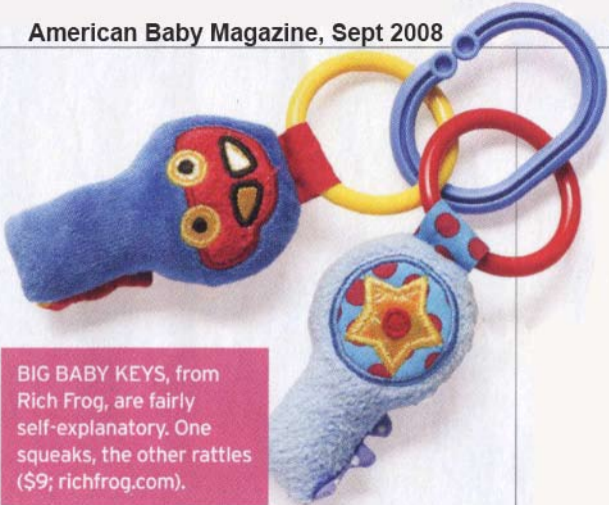 American Baby Magazine, Sept 2008
BIG BABY KEYS, from
Rich Frog, are fairly
self-explanatory. One
squeaks, the other rattles
($9; richfrog.com).